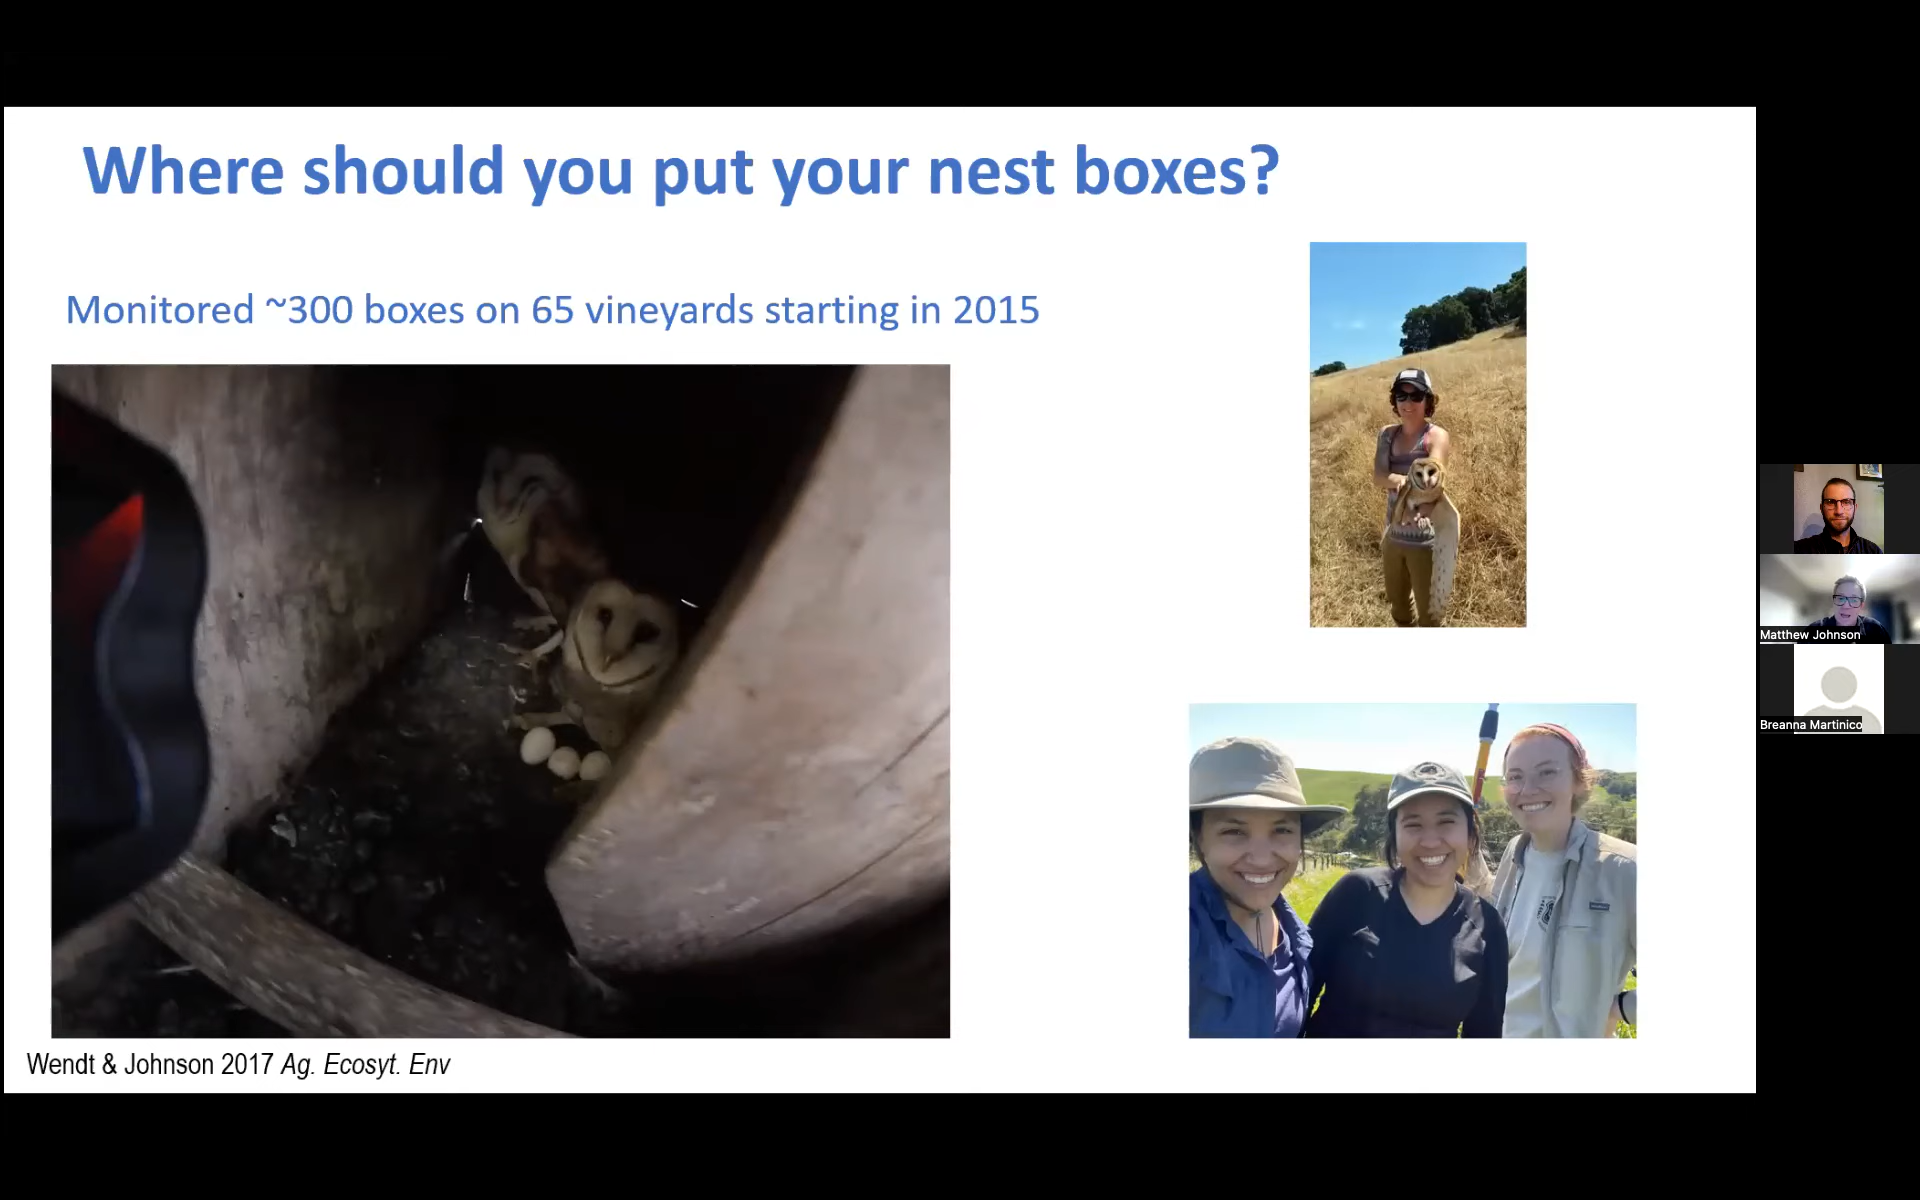 Where should you put your nest boxes?
Monitored ~300 boxes on 65 vineyards starting in 2015
Wendt & Johnson 2017 Ag. Ecosyt. Env
Matthew Johnson
Breanna Martinico